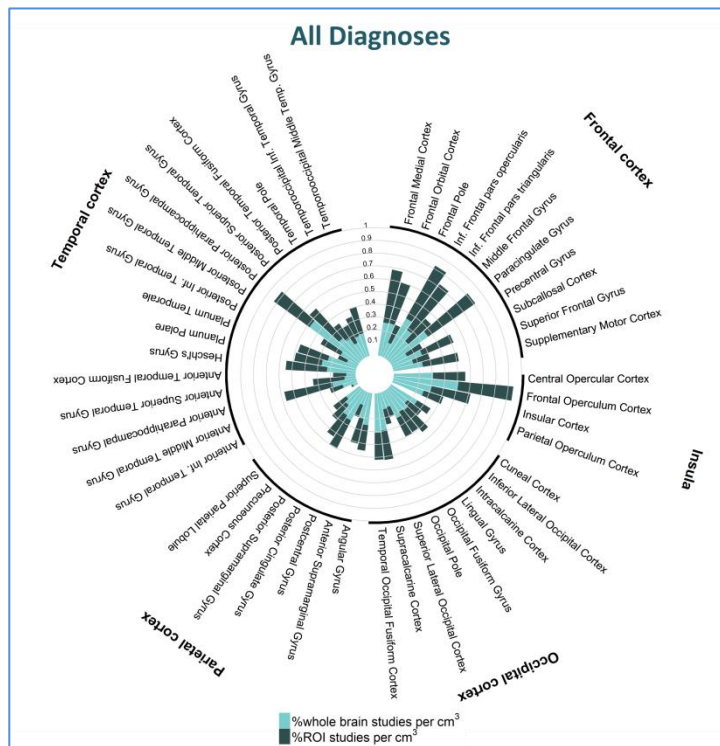 All Diagnoses
Frontal cortex
Frontal Medial Cortex
Frontal Orbital Cortex
Frontal Pole
Inf. Frontal pars opercularis
Inf. Frontal pars triangularis
Middle Frontal Gyrus
Paracingulate Gyrus
Precentral Gyrus
Subcallosal Cortex
Superior Frontal Gyrus
Supplementary Motor Cortex
Insula
Central Opercular Cortex
Frontal Operculum Cortex
Insular Cortex
Parietal Operculum Cortex
Occipital cortex
Cuneal Cortex
Inferior Lateral Occipital Cortex
Intracalcarine Cortex
Lingual Gyrus
Occipital Fusiform Gyrus
Occipital Pole
Superior Lateral Occipital Cortex
Supracalcarine Cortex
Temporal Occipital Fusiform Cortex
Parietal cortex
Angular Gyrus
Anterior Supramarginal Gyrus
Postcentral Gyrus
Posterior Cingulate Gyrus
Posterior Supramarginal Gyrus
Precuneous Cortex
Superior Parietal Lobule
Temporal cortex
Anterior Inf. Temporal Gyrus
Anterior Middle Temporal Gyrus
Anterior Parahippocampal Gyrus
Anterior Superior Temporal Gyrus
Anterior Temporal Fusiform Cortex
Heschl's Gyrus
Planum Polare
Planum Temporale
Posterior Inf. Temporal Gyrus
Posterior Middle Temporal Gyrus
Posterior Parahippocampal Gyrus
Posterior Superior Temporal Gyrus
Posterior Temporal Fusiform Cortex
Temporal Pole
Temporoccipital Inf. Temporal Gyrus
Temporooccipital Middle Temp. Gyrus
1
0.9
0.8
0.7
0.6
0.5
0.4
0.3
0.2
0.1
%whole brain studies per cm³
%ROI studies per cm³